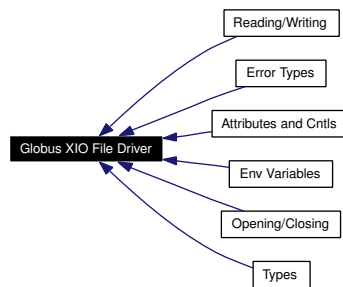 Reading/Writing
Error Types
Attributes and Cntls
Globus XIO File Driver
Env Variables
Opening/Closing
Types